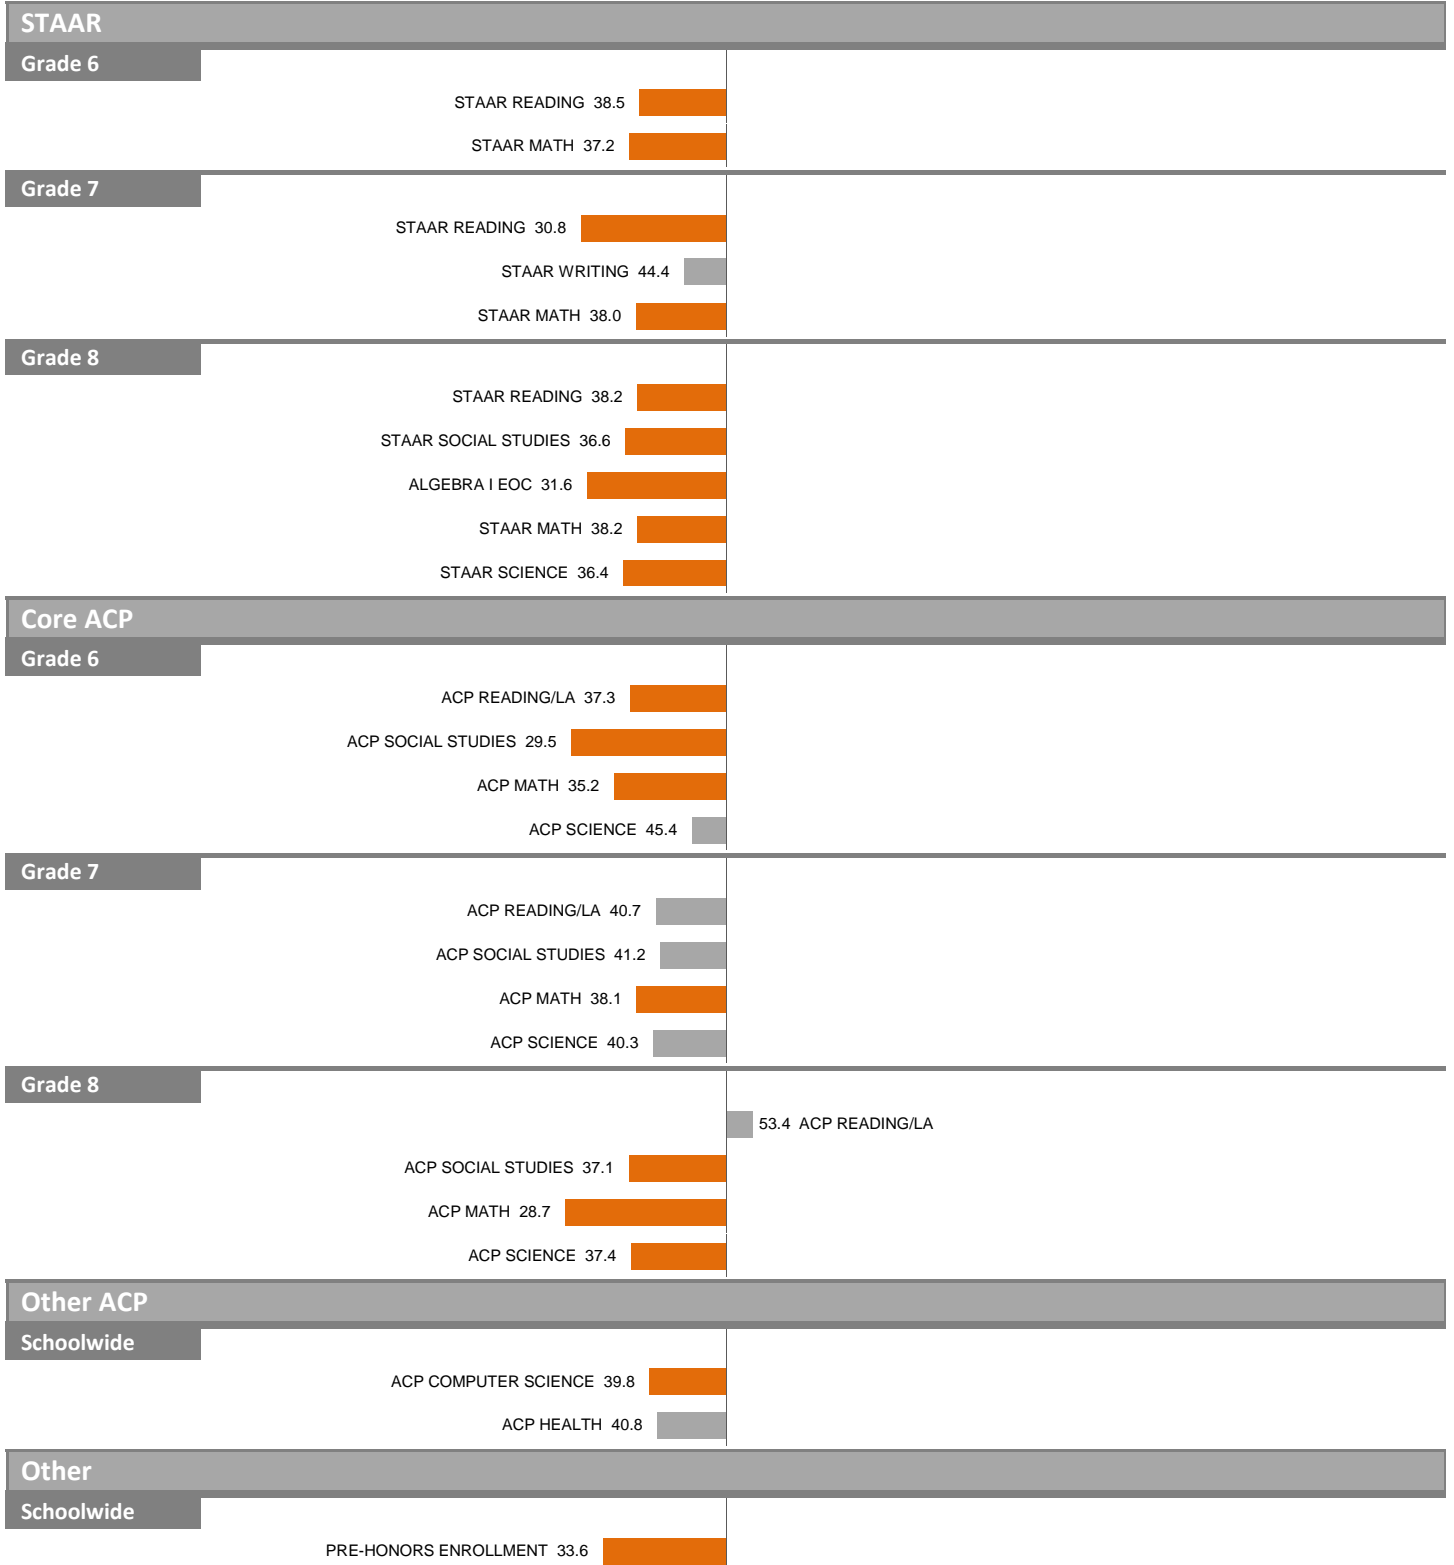 STAAR
Grade 6
STAAR READING 38.5
STAAR MATH 37.2
Grade 7
STAAR READING 30.8
STAAR WRITING 44.4
STAAR MATH 38.0
Grade 8
STAAR READING 38.2
STAAR SOCIAL STUDIES 36.6
ALGEBRA I EOC 31.6
STAAR MATH 38.2
STAAR SCIENCE 36.4
Core ACP
Grade 6
ACP READING/LA 37.3
ACP SOCIAL STUDIES 29.5
ACP MATH 35.2
ACP SCIENCE 45.4
Grade 7
ACP READING/LA 40.7
ACP SOCIAL STUDIES 41.2
ACP MATH 38.1
ACP SCIENCE 40.3
Grade 8
53.4 ACP READING/LA
ACP SOCIAL STUDIES 37.1
ACP MATH 28.7
ACP SCIENCE 37.4
Other ACP
Schoolwide
ACP COMPUTER SCIENCE 39.8
ACP HEALTH 40.8
Other
Schoolwide
PRE-HONORS ENROLLMENT 33.6